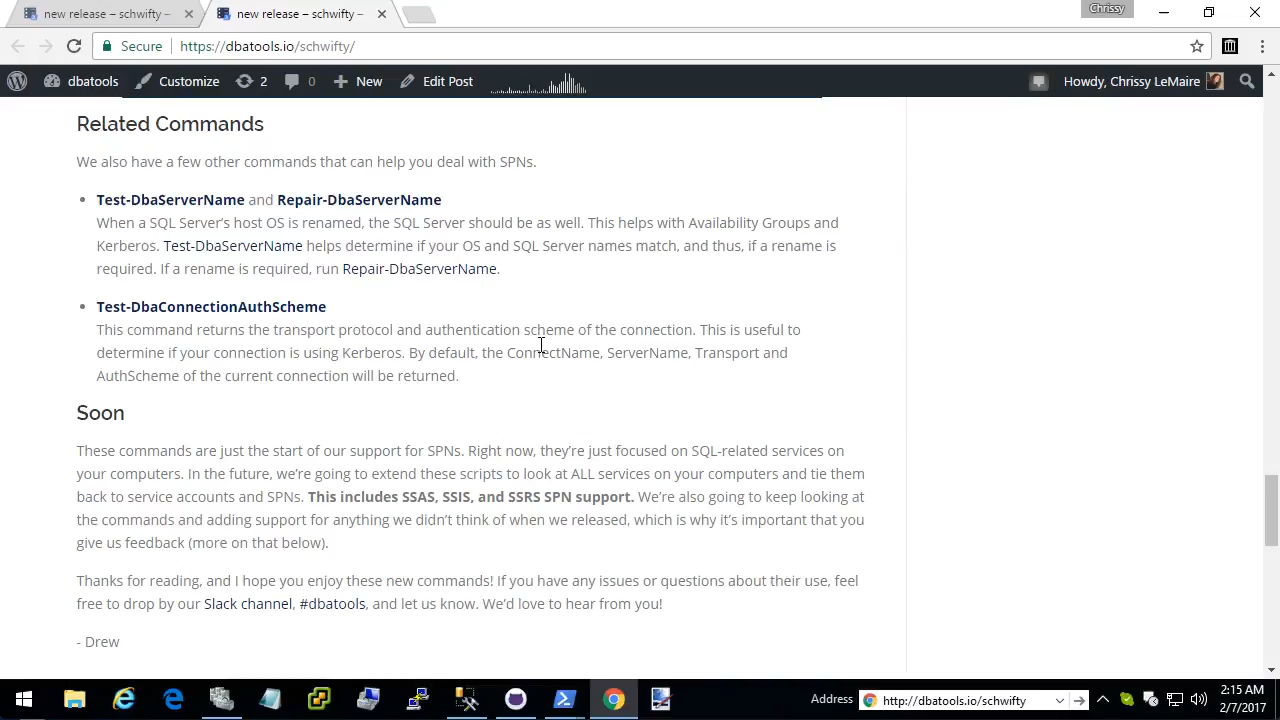 new release – schwifty –
new release – schwifty –
Chrissy
Secure
https://dbatools.io/schwifty/
dbatools
Customize
2
0
New
Edit Post
Howdy, Chrissy LeMaire
Related Commands
We also have a few other commands that can help you deal with SPNs.
Test-DbaServerName and Repair-DbaServerName
When a SQL Server’s host OS is renamed, the SQL Server should be as well. This helps with Availability Groups and
Kerberos. Test-DbaServerName helps determine if your OS and SQL Server names match, and thus, if a rename is
required. If a rename is required, run Repair-DbaServerName.
Test-DbaConnectionAuthScheme
This command returns the transport protocol and authentication scheme of the connection. This is useful to
determine if your connection is using Kerberos. By default, the ConnectName, ServerName, Transport and
AuthScheme of the current connection will be returned.
Soon
These commands are just the start of our support for SPNs. Right now, they’re just focused on SQL-related services on
your computers. In the future, we’re going to extend these scripts to look at ALL services on your computers and tie them
back to service accounts and SPNs. This includes SSAS, SSIS, and SSRS SPN support. We’re also going to keep looking at
the commands and adding support for anything we didn’t think of when we released, which is why it’s important that you
give us feedback (more on that below).
Thanks for reading, and I hope you enjoy these new commands! If you have any issues or questions about their use, feel
free to drop by our Slack channel, #dbatools, and let us know. We’d love to hear from you!
- Drew
Address
http://dbatools.io/schwifty
2:15 AM
2/7/2017